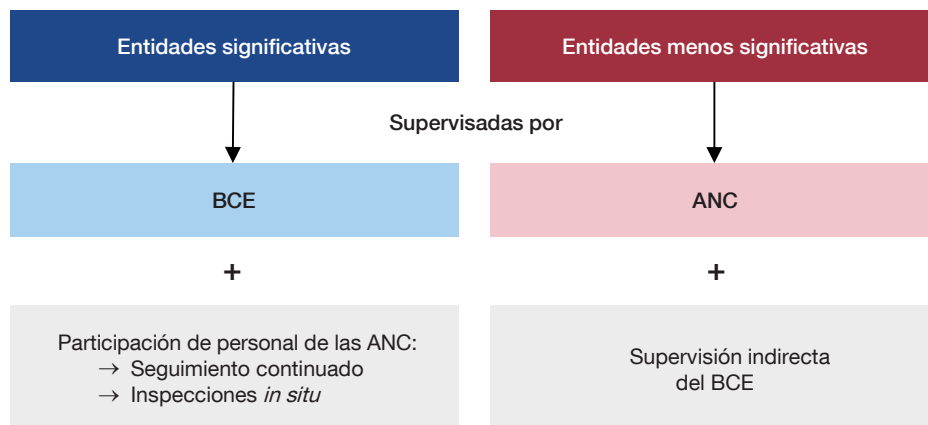 Entidades significativas
Entidades menos significativas
Supervisadas por
BCE
ANC
+
+
Participación de personal de las ANC:
→ Seguimiento continuado
→ Inspecciones in situ
Supervisión indirecta
del BCE